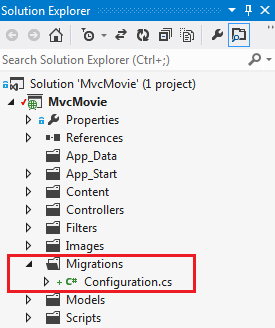 Solution Explorer
Search Solution Explorer (Ctrl+;)
Solution 'MvcMovie' (1 project)
MvcMovie
Properties
References
App_Data
App_Start
Content
Controllers
Filters
Images
Migrations
C# Configuration.cs
Models
Scripts